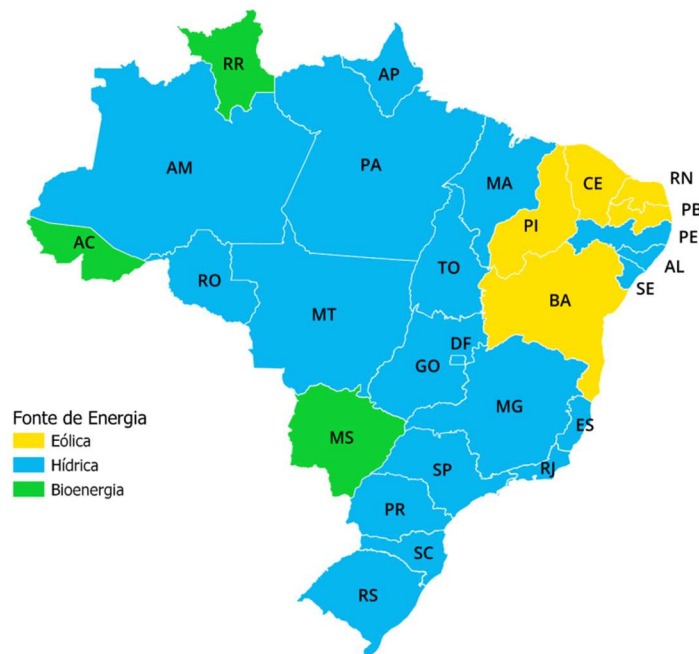 RR
AP
AM
PA
MA
CE
RN
PB
PI
PE
AC
AL
TO
RO
SE
BA
MT
DF
GO
MG
Fonte de Energia
ES
Eólica
MS
Hídrica
SP
RJ
Bioenergia
PR
SC
RS